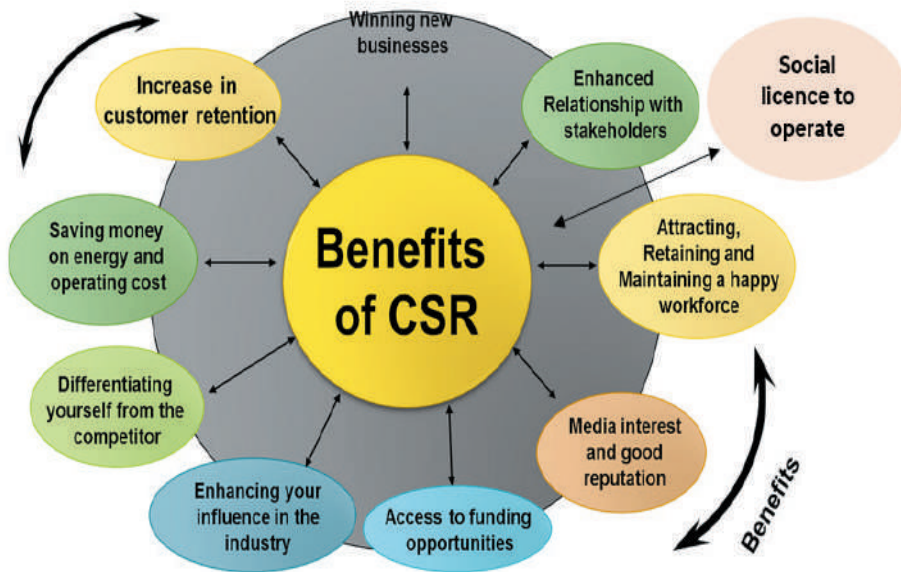 Winning new
businesses
Enhanced
Relationship with
stakeholders
Social
licence to
operate
Attracting,
Retaining and
Maintaining a happy
workforce
Media interest
and good
reputation
Access to funding
opportunities
Enhancing your
influence in the
industry
Differentiating
yourself from the
competitor
Saving money
on energy and
operating cost
Increase in
customer retention
Benefits
of CSR
Benefits